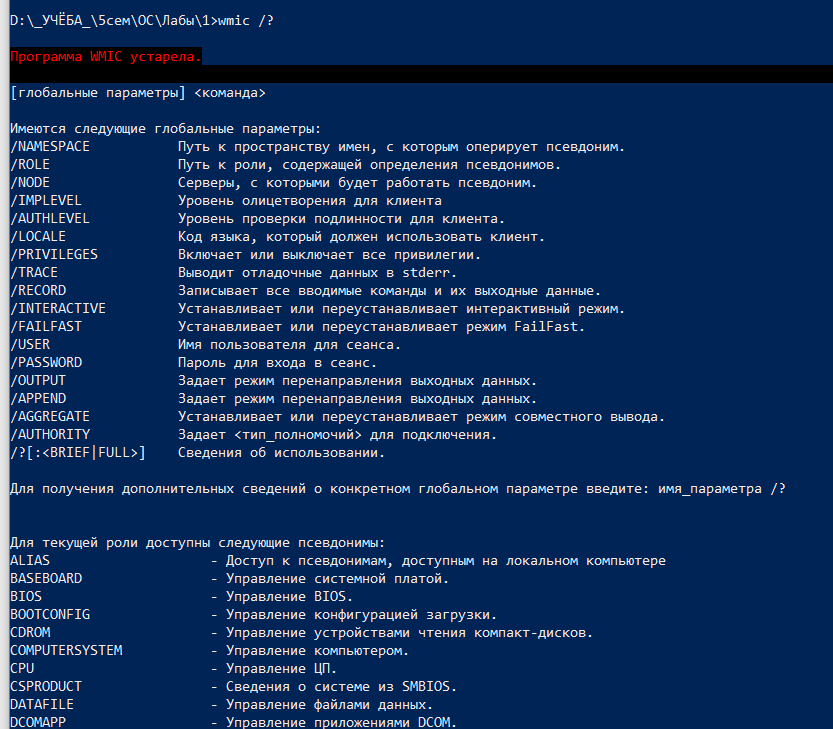 D:\_УЧЁБА_\5сем\ОС\Лабы\1>wmic /?
Программа WMIC устарела.
[глобальные параметры] <команда>
Имеются следующие глобальные параметры:
/NAMESPACE Путь к пространству имен, с которым оперирует псевдоним.
/ROLE Путь к роли, содержащей определения псевдонимов.
/NODE Серверы, с которыми будет работать псевдоним.
/IMPLEVEL Уровень олицетворения для клиента
/AUTHLEVEL Уровень проверки подлинности для клиента.
/LOCALE Код языка, который должен использовать клиент.
/PRIVILEGES Включает или выключает все привилегии.
/TRACE Выводит отладочные данные в stderr.
/RECORD Записывает все вводимые команды и их выходные данные.
/INTERACTIVE Устанавливает или переустанавливает интерактивный режим.
/FAILFAST Устанавливает или переустанавливает режим FailFast.
/USER Имя пользователя для сеанса.
/PASSWORD Пароль для входа в сеанс.
/OUTPUT Задает режим перенаправления выходных данных.
/APPEND Задает режим перенаправления выходных данных.
/AGGREGATE Устанавливает или переустанавливает режим совместного вывода.
/AUTHORITY Задает <тип_полномочий> для подключения.
/?[:<BRIEF|FULL>] Сведения об использовании.
Для получения дополнительных сведений о конкретном глобальном параметре введите: имя_параметра /?
Для текущей роли доступны следующие псевдонимы:
ALIAS - Доступ к псевдонимам, доступным на локальном компьютере
BASEBOARD - Управление системной платой.
BIOS - Управление BIOS.
BOOTCONFIG - Управление конфигурацией загрузки.
CDROM - Управление устройствами чтения компакт-дисков.
COMPUTERSYSTEM - Управление компьютером.
CPU - Управление ЦП.
CSPRODUCT - Сведения о системе из SMBIOS.
DATAFILE - Управление файлами данных.
DCOMAPP - Управление приложениями DCOM.